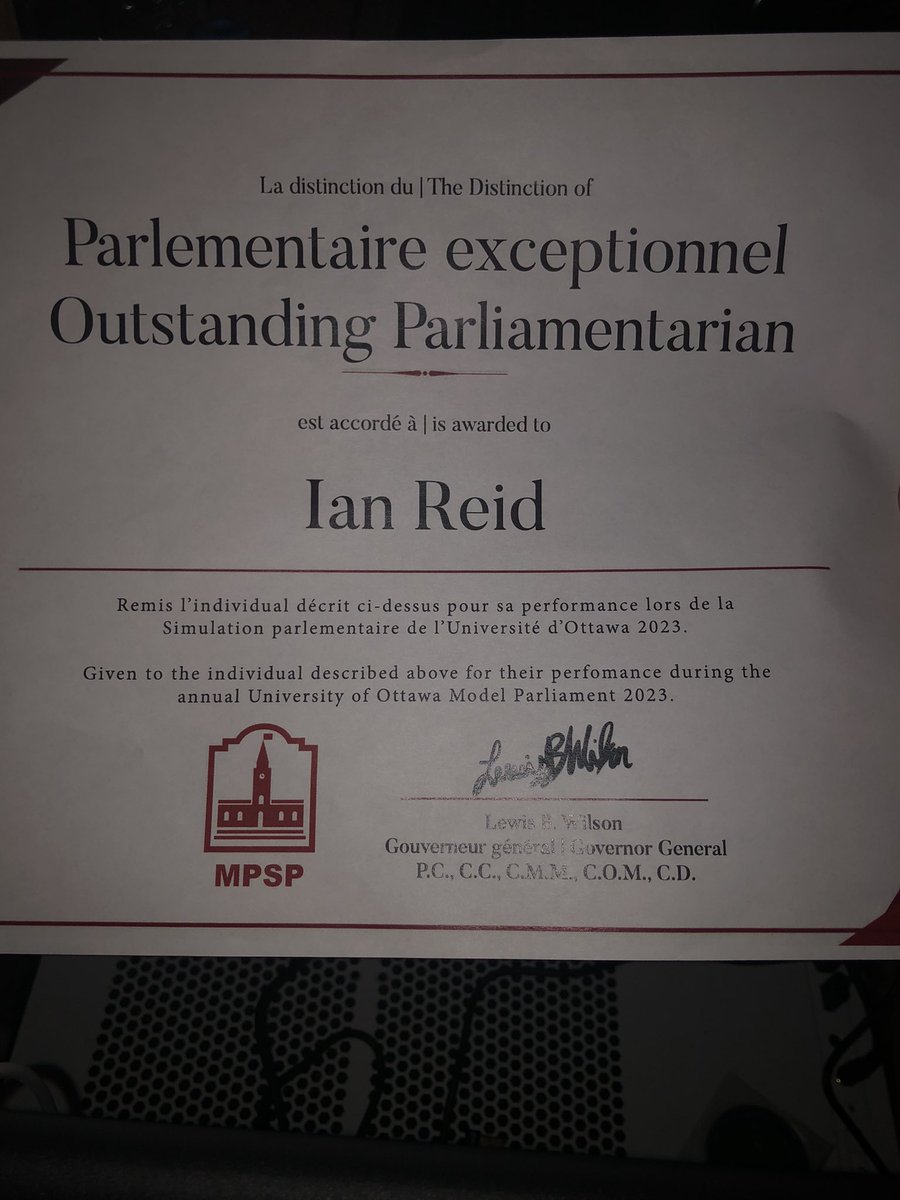 La distinction du | The Distinction of
Parlementaire exceptionnel
Outstanding Parliamentarian
est accordé à | is awarded to
Ian Reid
Remis l'individual décrit ci-dessus pour sa performance lors de la
Simulation parlementaire de l'Université d'Ottawa 2023.
Given to the individual described above for their perfomance during the
annual University of Ottawa Model Parliament 2023.
Lewis B Wilson
Lewis B. Wilson
MPSP
Gouverneur général | Governor General
P.C., C.C., C.M.M., C.O.M., C.D.